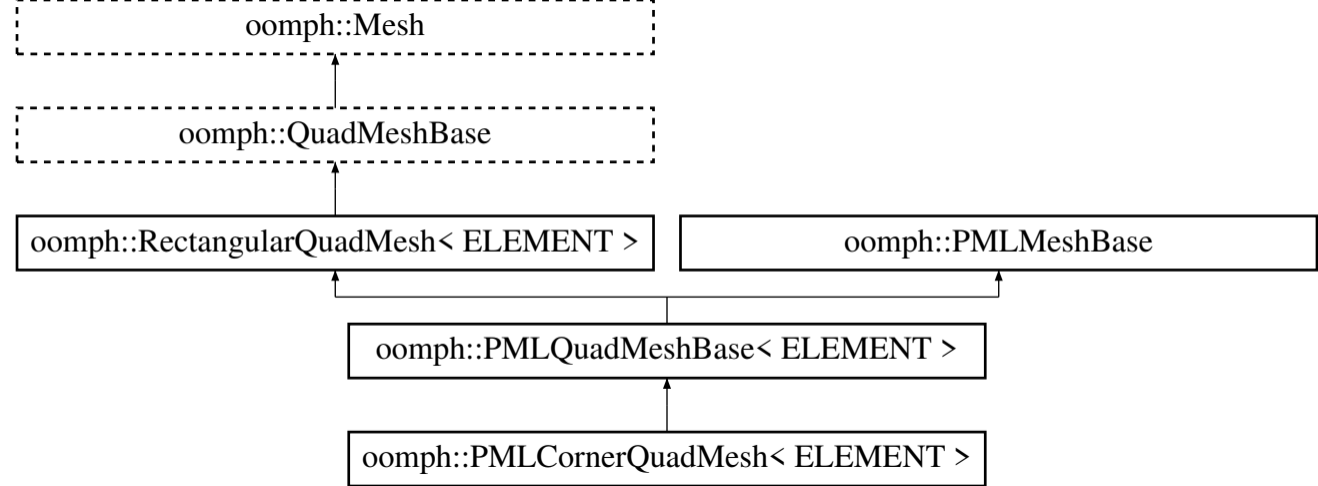 oomph::Mesh
oomph::QuadMeshBase
oomph::RectangularQuadMesh< ELEMENT >
oomph::PMLMeshBase
oomph::PMLQuadMeshBase< ELEMENT >
oomph::PMLCornerQuadMesh< ELEMENT >